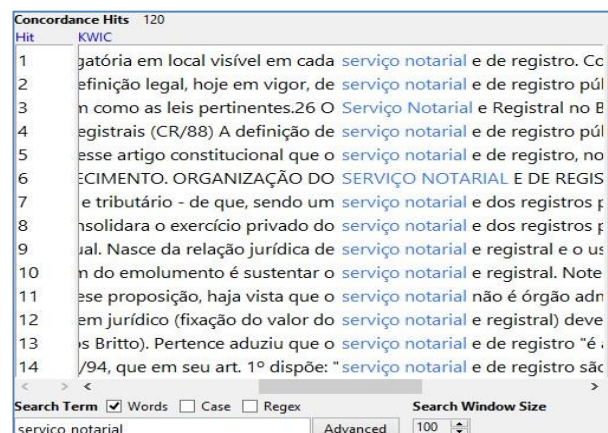 Concordance Hits 120
Hit KWIC
1 gatória em local visível em cada serviço notarial e de registro. Co
2 efinição legal, hoje em vigor, de serviço notarial e de registro púl
3 n como as leis pertinentes.26 O Serviço Notarial e Registral no B
4 egistrais (CR/88) A definição de serviço notarial e de registro púl
5 esse artigo constitucional que o serviço notarial e de registro, no
6 ECIMENTO. ORGANIZAÇÃO DO SERVIÇO NOTARIAL E DE REGIS
7 e tributário - de que, sendo um serviço notarial e dos registros p
8 nsolidara o exercício privado do serviço notarial e dos registros p
9 ual. Nasce da relação jurídica de serviço notarial e registral e o us
10 m do emolumento é sustentar o serviço notarial e registral. Note
11 ese proposição, haja vista que o serviço notarial não é órgão adn
12 em jurídico (fixação do valor do serviço notarial e registral) deve
13 os Britto). Pertence aduziu que o serviço notarial e de registro "é
14 /94, que em seu art. 1º dispõe: "serviço notarial e de registro são
Search Term Words Case Regex Search Window Size
serviço notarial Advanced 100